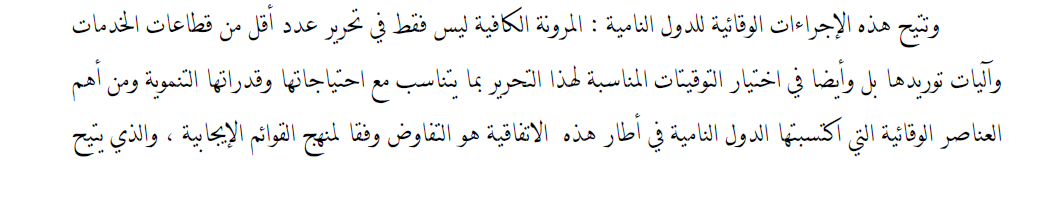 وتتيح هذه الإجراءات الوقائية للدول النامية : المرونة الكافية ليس فقط في تحرير عدد أقل من قطاعات الخدمات
وآليات توريدها بل وأيضا في اختيار التوقيتات المناسبة لهذا التحرير بما يتناسب مع احتياجاتها وقدراتها التنموية ومن أهم
العناصر الوقائية التي اكتسبتها الدول النامية في أطار هذه الاتفاقية هو التفاوض وفقا لمنهج القوائم الإيجابية ، والذي يتيح